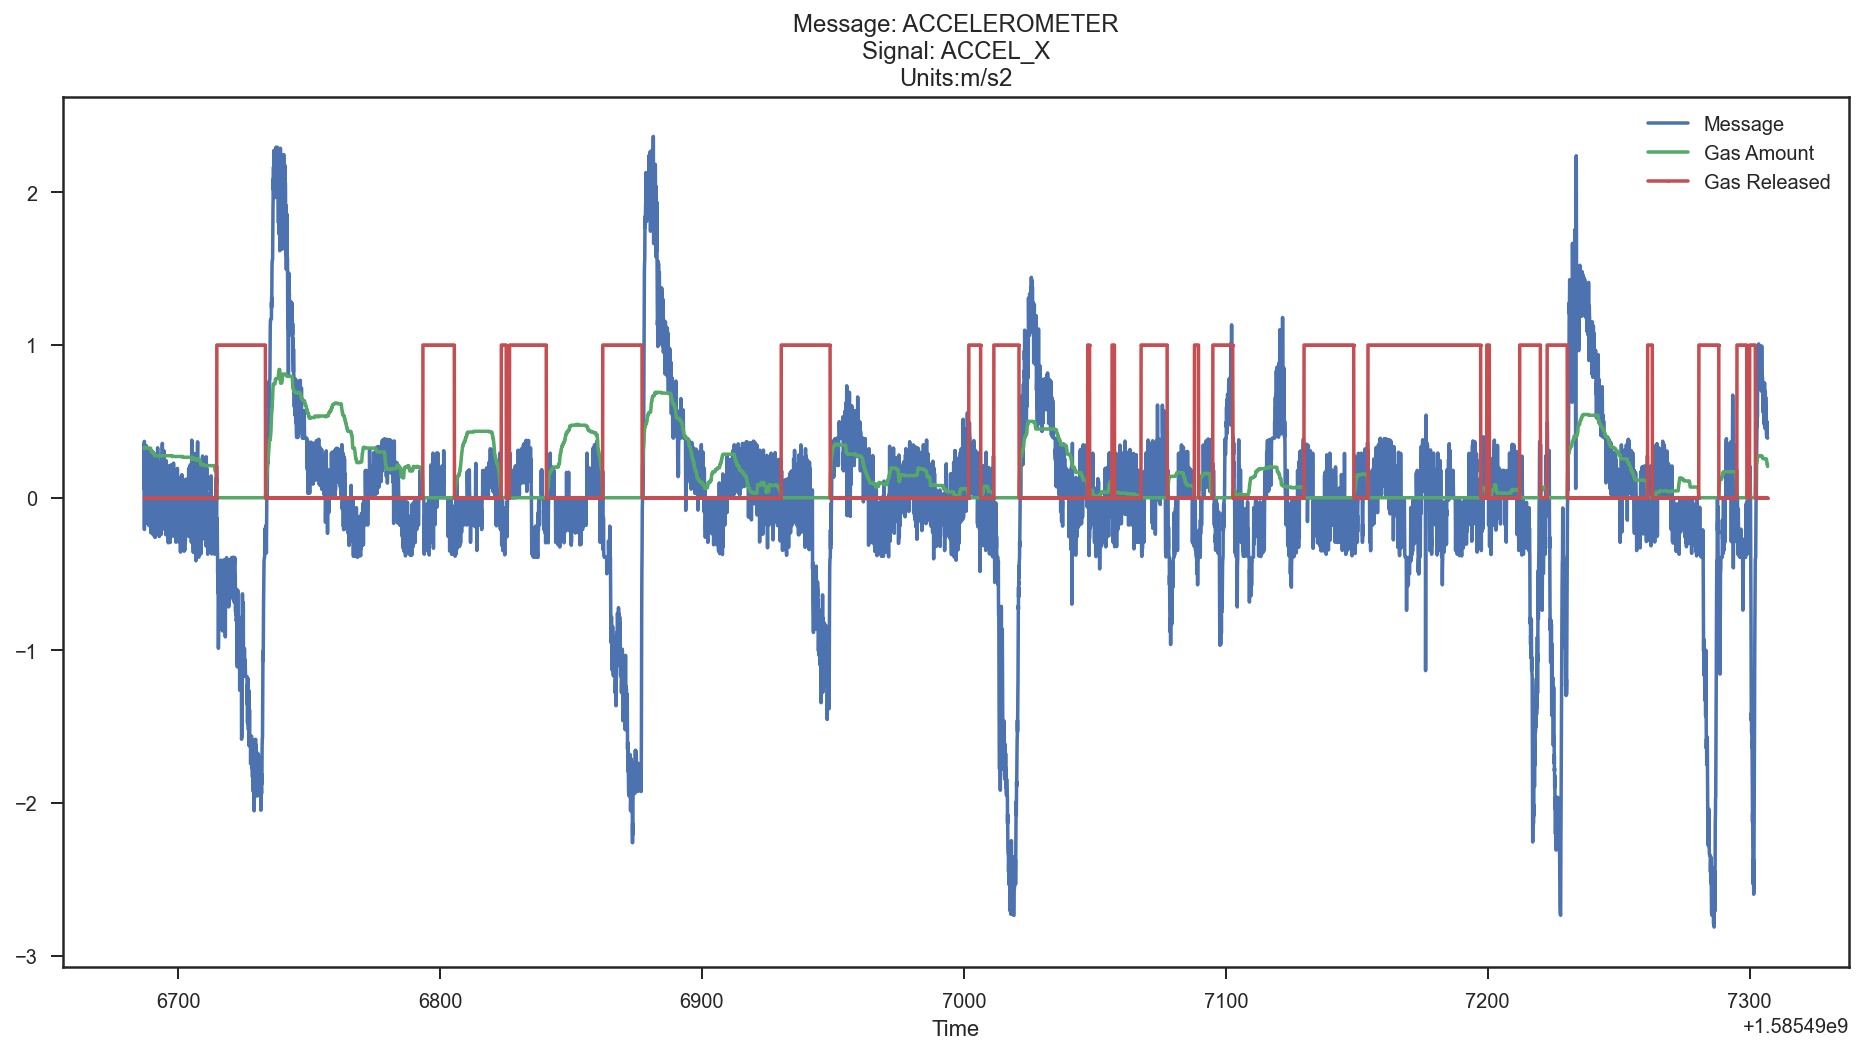 Message: ACCELEROMETER
Signal: ACCEL_X
Units:m/s2
Message
Gas Amount
Gas Released
2
1
0
−1
−2
−3
6700 6800 6900 7000 7100 7200 7300
Time
+1.58549e9